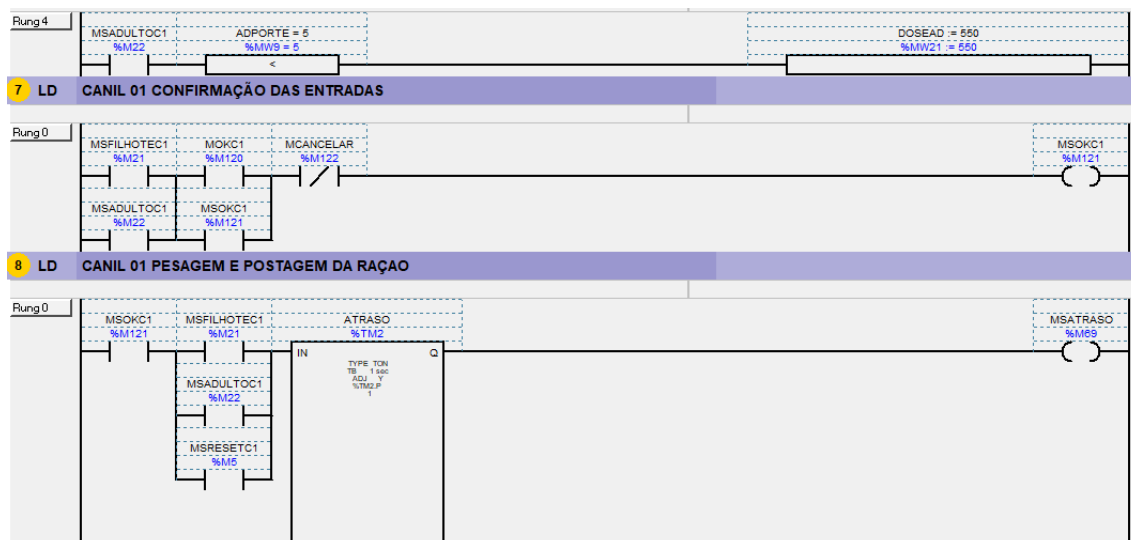 Rung 4
MSADULTOC1 ADPORTE = 5 DOSEAD := 550
%M22 %MW9 = 5 %MW21 := 550
<
7 LD CANIL 01 CONFIRMAÇÃO DAS ENTRADAS
Rung 0
MSFILHOTEC1 MOKC1 MCANCELAR MSOKC1
%M21 %M120 %M122 %M121
MSADULTOC1 MSOKC1
%M22 %M121
8 LD CANIL 01 PESAGEM E POSTAGEM DA RAÇAO
Rung 0
MSOKC1 MSFILHOTEC1 ATRASO MSATRASO
%M121 %M21 %TM2 %M69
IN Q
TYPE TON
TB 1 sec
ADJ Y
%TM2.P
1
MSADULTOC1
%M22
MSRESETC1
%M5